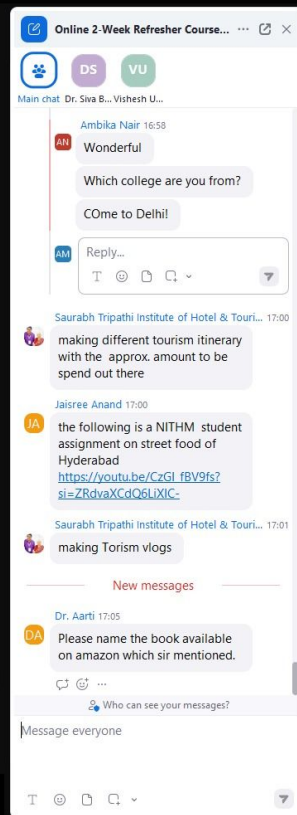 Online 2-Week Refresher Course...
DS
VU
Main chat Dr. Siva B... Vishesh U...
Ambika Nair 16:58
AN
Wonderful
Which college are you from?
COme to Delhi!
AM
Reply...
Saurabh Tripathi Institute of Hotel & Touri... 17:00
making different tourism itinerary
with the approx. amount to be
spend out there
Jaisree Anand 17:00
JA
the following is a NITHM student
assignment on street food of
Hyderabad
https://youtu.be/CzGI_fBV9fs?
si=ZRdvaXCdQ6LiXIC-
Saurabh Tripathi Institute of Hotel & Touri... 17:01
making Torism vlogs
New messages
Dr. Aarti 17:05
DA
Please name the book available
on amazon which sir mentioned.
Who can see your messages?
Message everyone